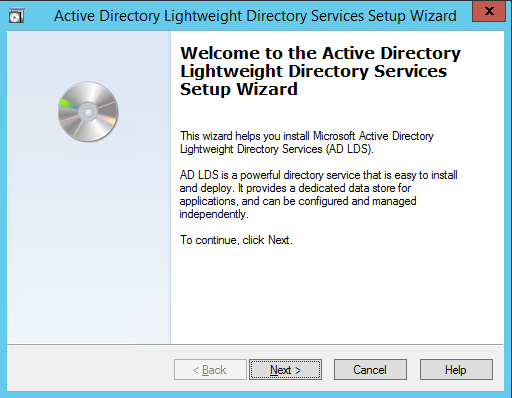 Active Directory Lightweight Directory Services Setup Wizard
x
Welcome to the Active Directory
Lightweight Directory Services
Setup Wizard
This wizard helps you install Microsoft Active Directory
Lightweight Directory Services (AD LDS).
AD LDS is a powerful directory service that is easy to install
and deploy. It provides a dedicated data store for
applications, and can be configured and managed
independently.
To continue, click Next.
< Back Next > Cancel Help